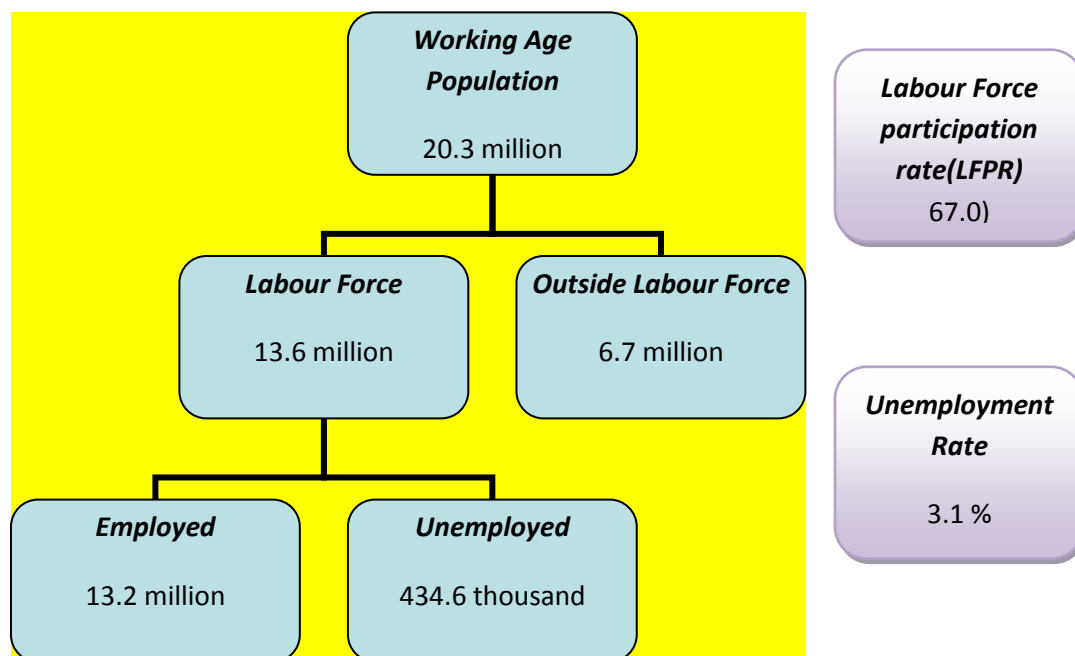 Working Age
Population
20.3 million
Labour Force
participation
rate(LFPR)
67.0)
Labour Force
13.6 million
Outside Labour Force
6.7 million
Unemployment
Rate
3.1 %
Employed
13.2 million
Unemployed
434.6 thousand